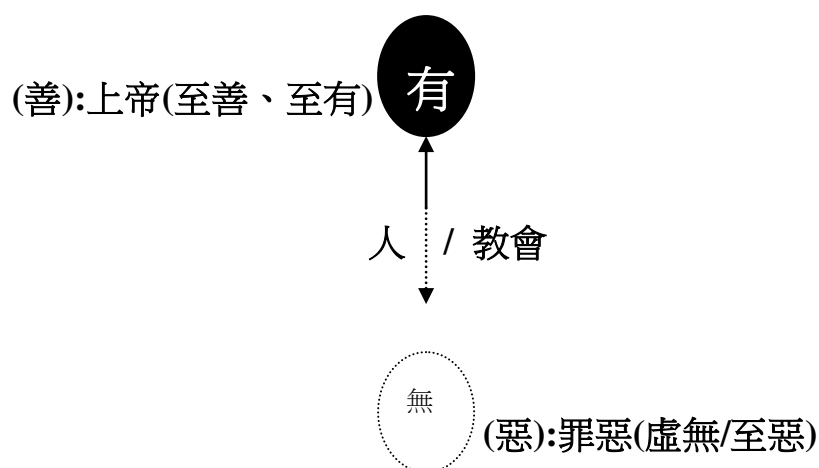 有
(善):上帝(至善、至有)
人 / 教會
無
(惡):罪惡(虛無/至惡)